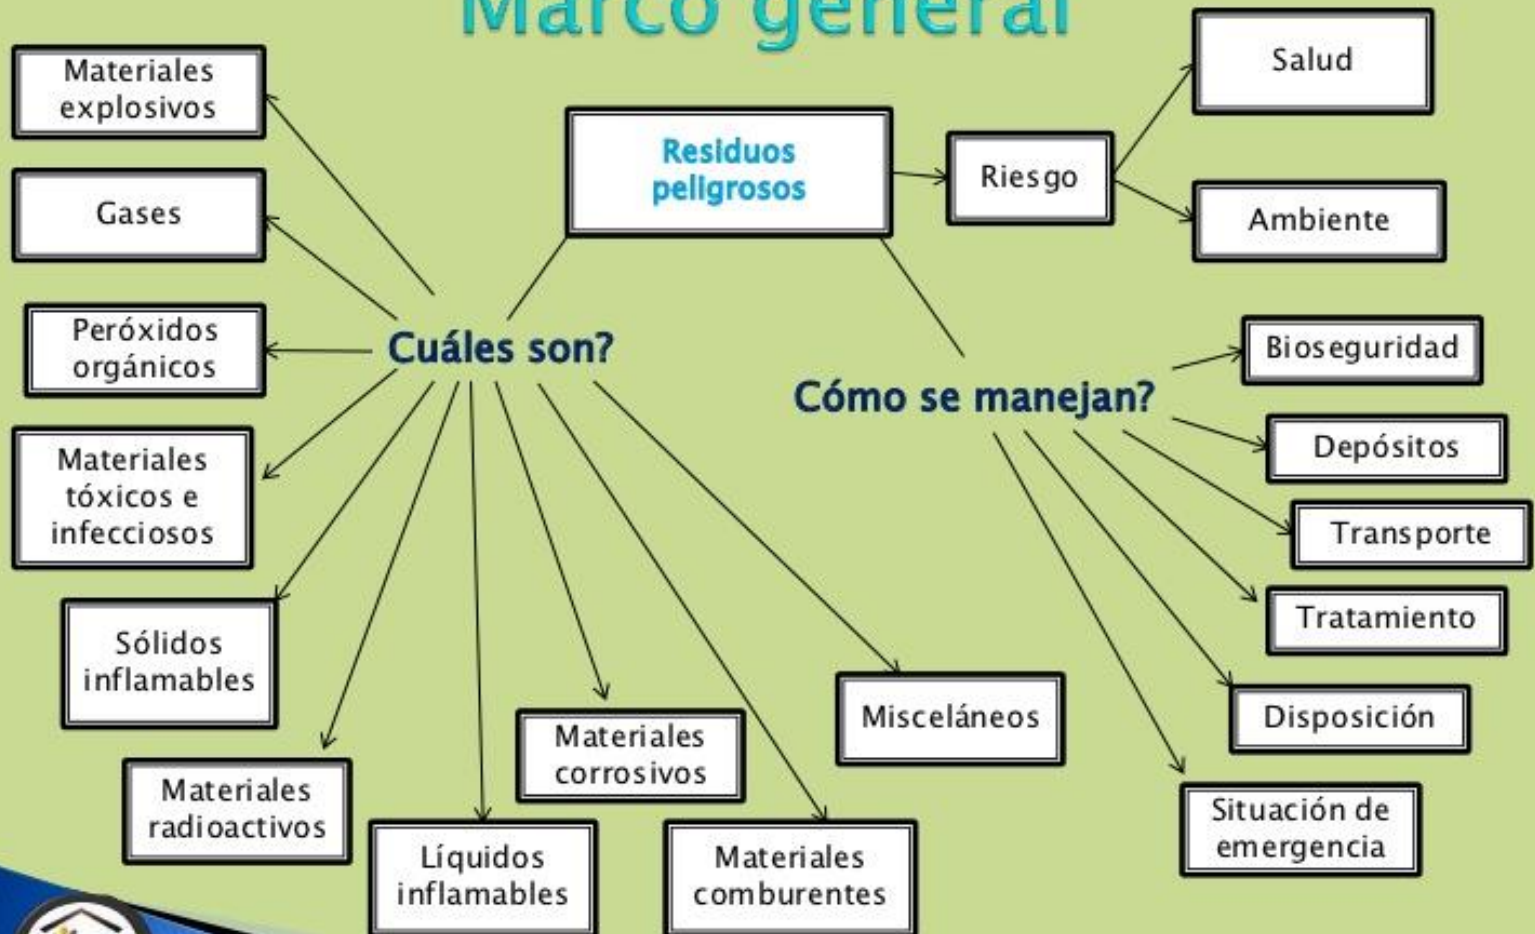 Marco general
Materiales
explosivos
Gases
Peróxidos
orgánicos
Materiales
tóxicos e
infecciosos
Sólidos
inflamables
Materiales
radioactivos
Líquidos
inflamables
Materiales
corrosivos
Materiales
comburentes
Misceláneos
Cuáles son?
Residuos
peligrosos
Riesgo
Salud
Ambiente
Cómo se manejan?
Bioseguridad
Depósitos
Transporte
Tratamiento
Disposición
Situación de
emergencia